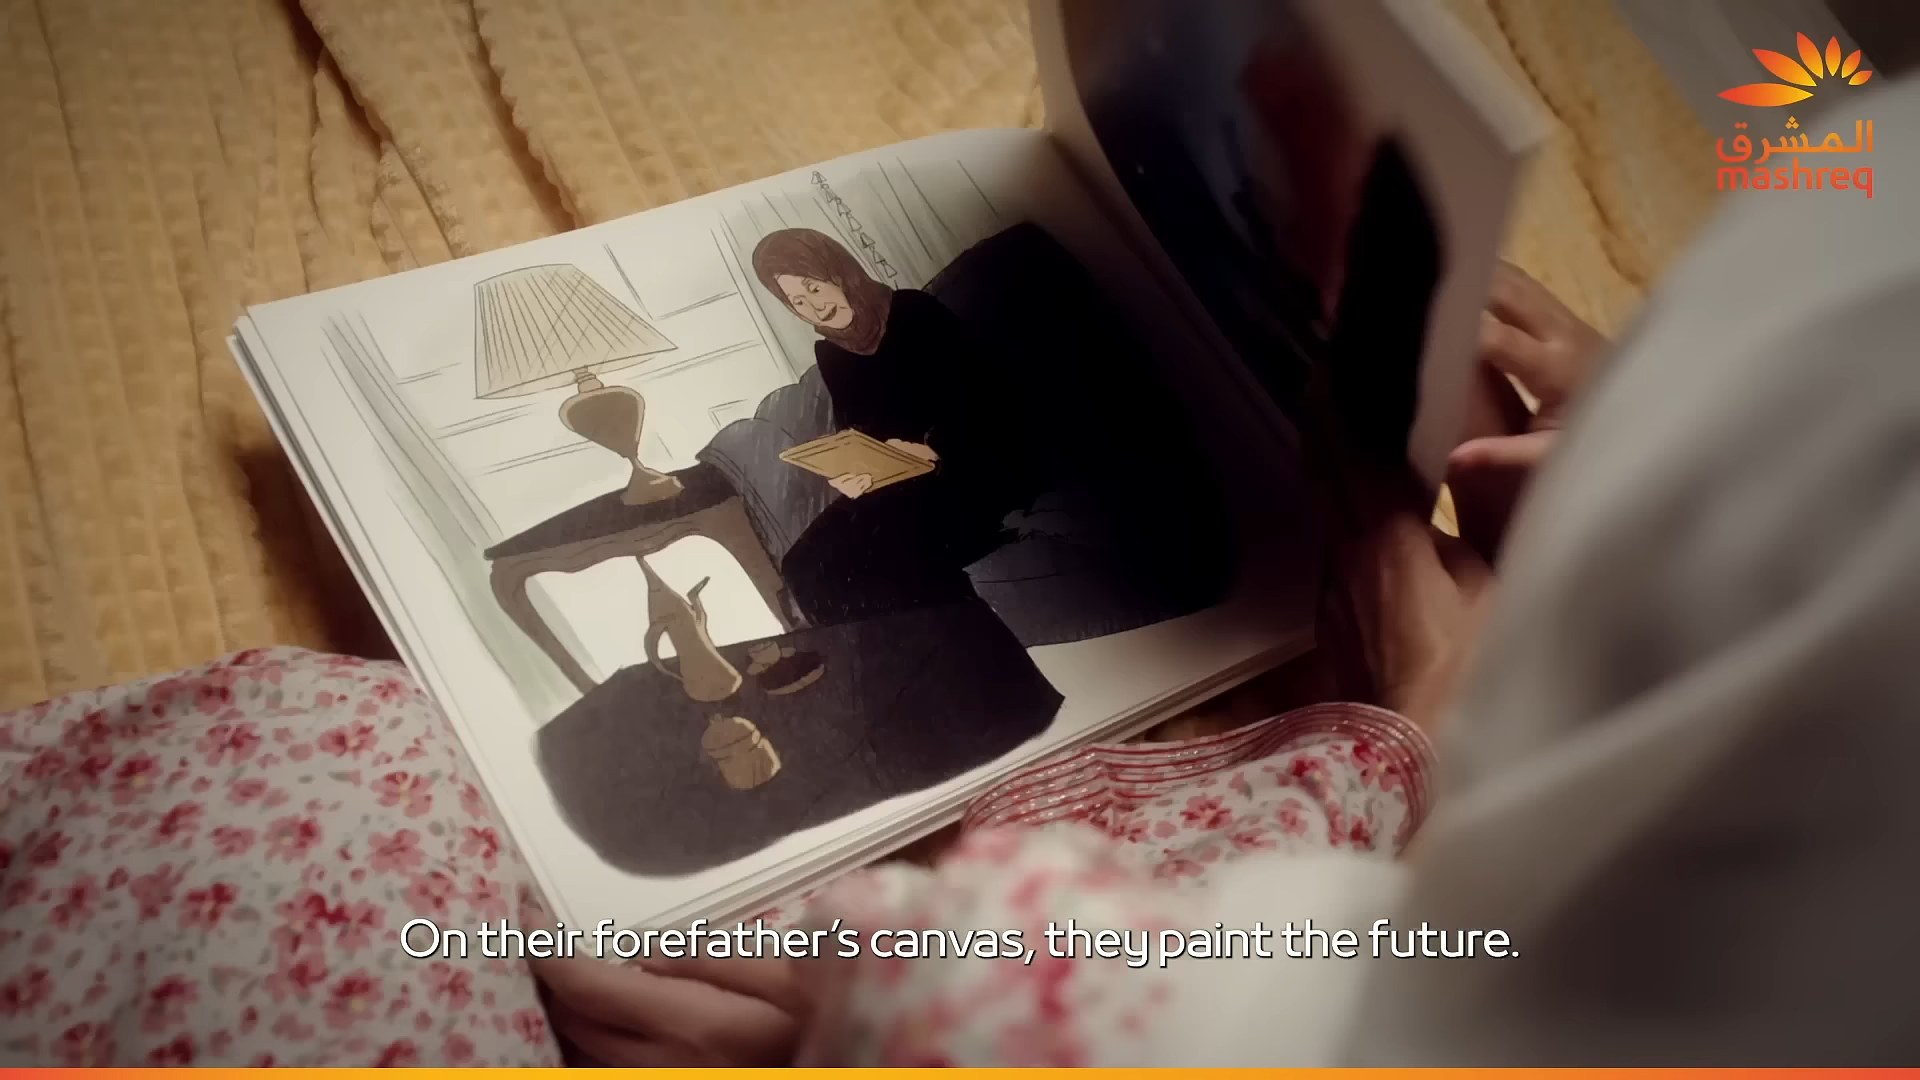 المشرق
mashreq
On their forefather's canvas, they paint the future.